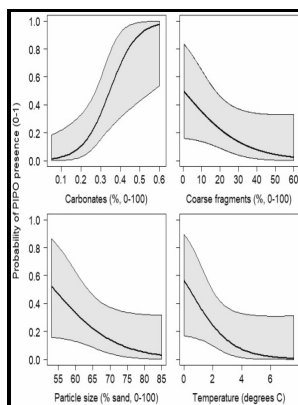 Probability of PIPO presence (0-1)
1.0
0.8
0.6
0.4
0.2
0.0
0.1 0.2 0.3 0.4 0.5 0.6
Carbonates (%, 0-100)
0 10 20 30 40 50 60
Coarse fragments (%, 0-100)
1.0
0.8
0.6
0.4
0.2
0.0
55 60 65 70 75 80 85
Particle size (% sand, 0-100)
0 2 4 6
Temperature (degrees C)